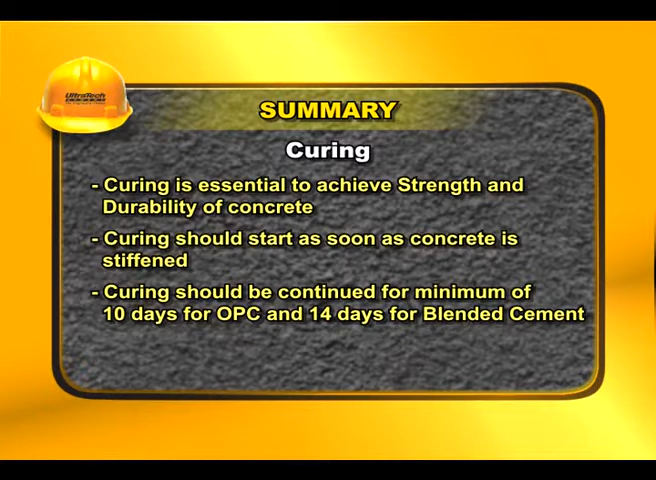 UltraTech
SUMMARY
Curing
- Curing is essential to achieve Strength and
Durability of concrete
- Curing should start as soon as concrete is
stiffened
- Curing should be continued for minimum of
10 days for OPC and 14 days for Blended Cement